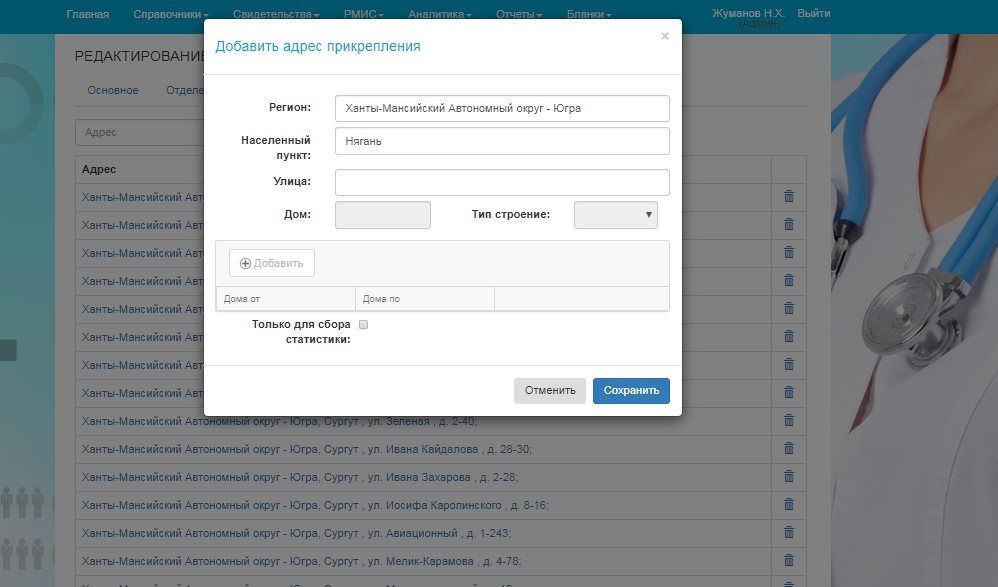 Главная Справочники Свидетельства РМИС Аналитика Отчеты Бланки Жуманов Н.Х. Выйти
(Админ)
Добавить адрес прикрепления ×
РЕДАКТИРОВАНИЕ
Основное Отделе
Регион: Ханты-Мансийский Автономный округ - Югра
Адрес
Населенный пункт: Нягань
Адрес
Улица:
Ханты-Мансийский Авт
Дом: Тип строение:
Ханты-Мансийский Авт
Ханты-Мансийский Авт
⊕ Добавить
Ханты-Мансийский Авт
Дома от Дома по
Ханты-Мансийский Авт
Только для сбора статистики:
Ханты-Мансийский Авт
Ханты-Мансийский Авт
Ханты-Мансийский Авт
Отменить Сохранить
Ханты-Мансийский Автономный округ - Югра, Сургут , ул. Зеленая , д. 2-40;
Ханты-Мансийский Автономный округ - Югра, Сургут , ул. Ивана Кайдалова , д. 28-30;
Ханты-Мансийский Автономный округ - Югра, Сургут , ул. Ивана Захарова , д. 2-28;
Ханты-Мансийский Автономный округ - Югра, Сургут , ул. Иосифа Каролинского , д. 8-16;
Ханты-Мансийский Автономный округ - Югра, Сургут , ул. Авиационный , д. 1-243;
Ханты-Мансийский Автономный округ - Югра, Сургут , ул. Мелик-Карамова , д. 4-78;